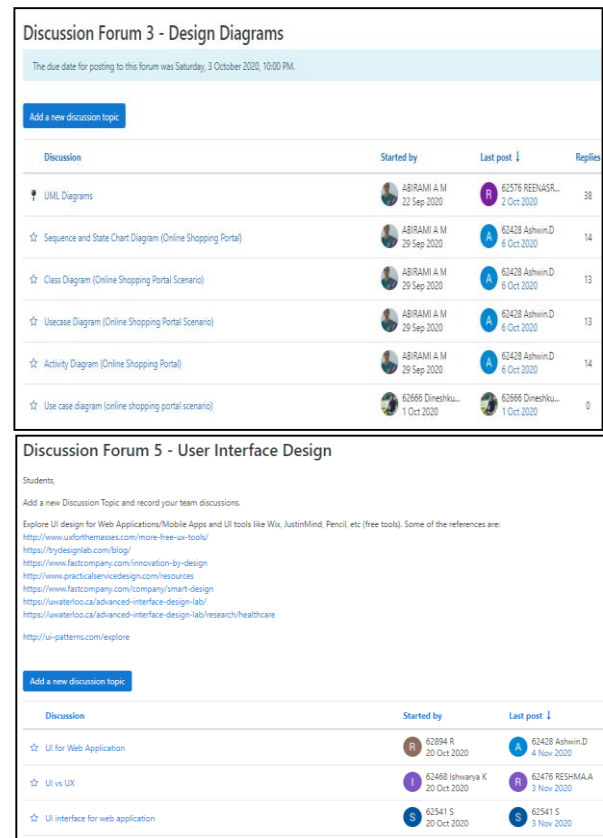 Discussion Forum 3 - Design Diagrams
The due date for posting to this forum was Saturday, 3 October 2020, 10:00 PM.
Add a new discussion topic
Discussion Started by Last post ↓ Replies
UML Diagrams ABIRAMI A M 22 Sep 2020 R 62576 REENASR... 2 Oct 2020 38
Sequence and State Chart Diagram (Online Shopping Portal) ABIRAMI A M 29 Sep 2020 A 62428 Ashwin.D 6 Oct 2020 14
Class Diagram (Online Shopping Portal Scenario) ABIRAMI A M 29 Sep 2020 A 62428 Ashwin.D 6 Oct 2020 13
Usecase Diagram (Online Shopping Portal Scenario) ABIRAMI A M 29 Sep 2020 A 62428 Ashwin.D 6 Oct 2020 13
Activity Diagram (Online Shopping Portal) ABIRAMI A M 29 Sep 2020 A 62428 Ashwin.D 6 Oct 2020 14
Use case diagram (online shopping portal scenario) 62666 Dineshku... 1 Oct 2020 62666 Dineshku... 1 Oct 2020 0
Discussion Forum 5 - User Interface Design
Students,
Add a new Discussion Topic and record your team discussions.
Explore UI design for Web Applications/Mobile Apps and UI tools like Wix, JustinMind, Pencil, etc (free tools). Some of the references are:
http://www.uxforthemasses.com/more-free-ux-tools/
https://trydesignlab.com/blog/
https://www.fastcompany.com/innovation-by-design
http://www.practicalservicedesign.com/resources
https://www.fastcompany.com/company/smart-design
https://uwaterloo.ca/advanced-interface-design-lab/
https://uwaterloo.ca/advanced-interface-design-lab/research/healthcare
http://ui-patterns.com/explore
Add a new discussion topic
Discussion Started by Last post ↓
UI for Web Application R 62894 R 20 Oct 2020 A 62428 Ashwin.D 4 Nov 2020
UI vs UX I 62468 Ishwarya K 20 Oct 2020 R 62476 RESHMA.A 3 Nov 2020
UI interface for web application S 62541 S 20 Oct 2020 S 62541 S 3 Nov 2020